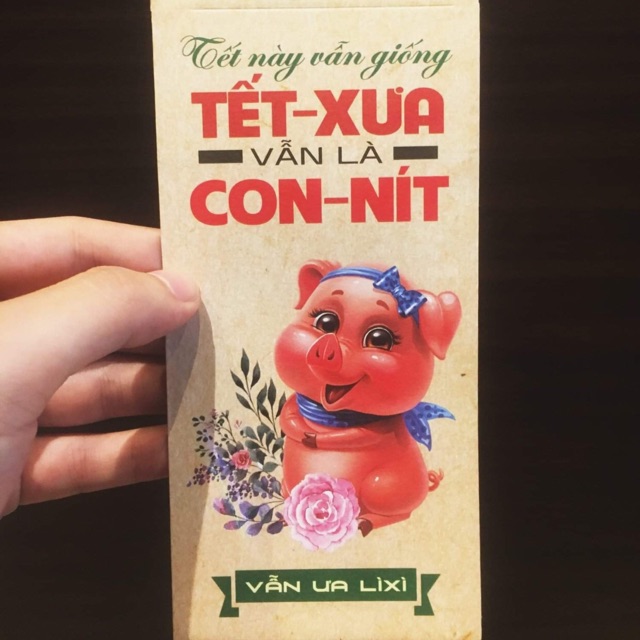 Tết này vẫn giống
TẾT-XƯA
VẪN LÀ
CON-NÍT
VẪN ƯA LÌXÌ